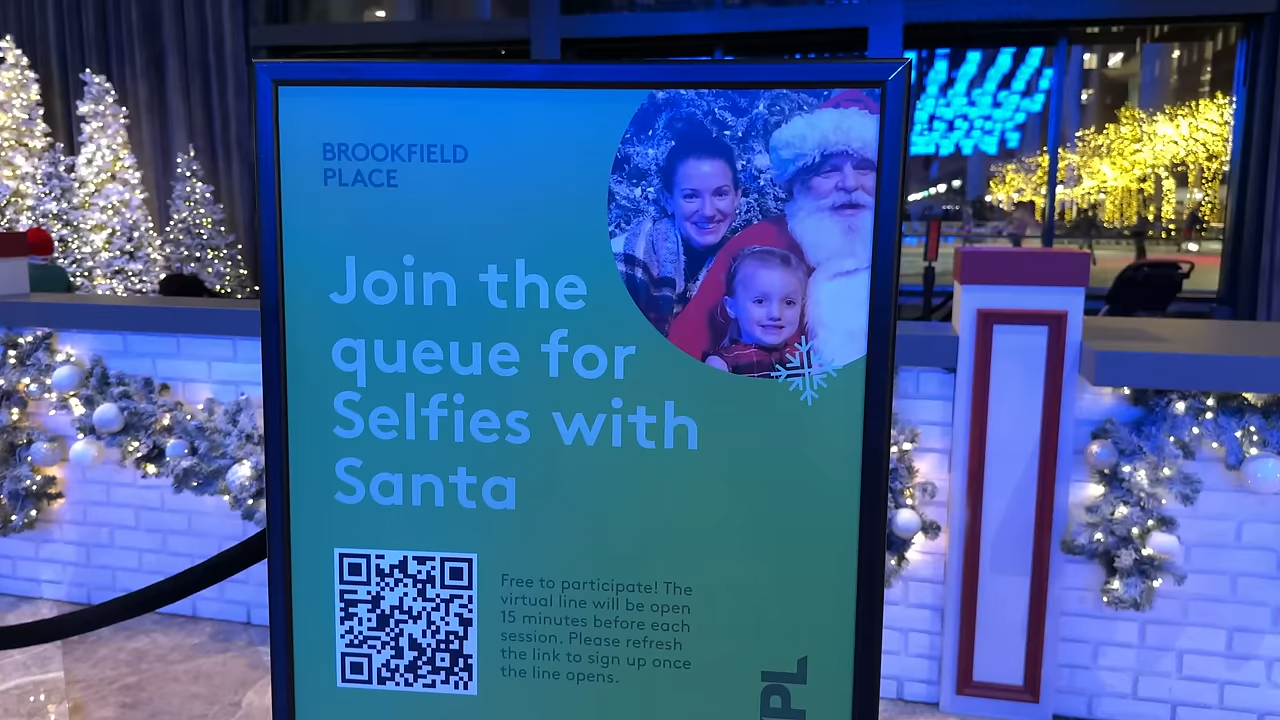 BROOKFIELD
PLACE
Join the
queue for
Selfies with
Santa
Free to participate! The
virtual line will be open
15 minutes before each
session. Please refresh
the link to sign up once
the line opens.
PL